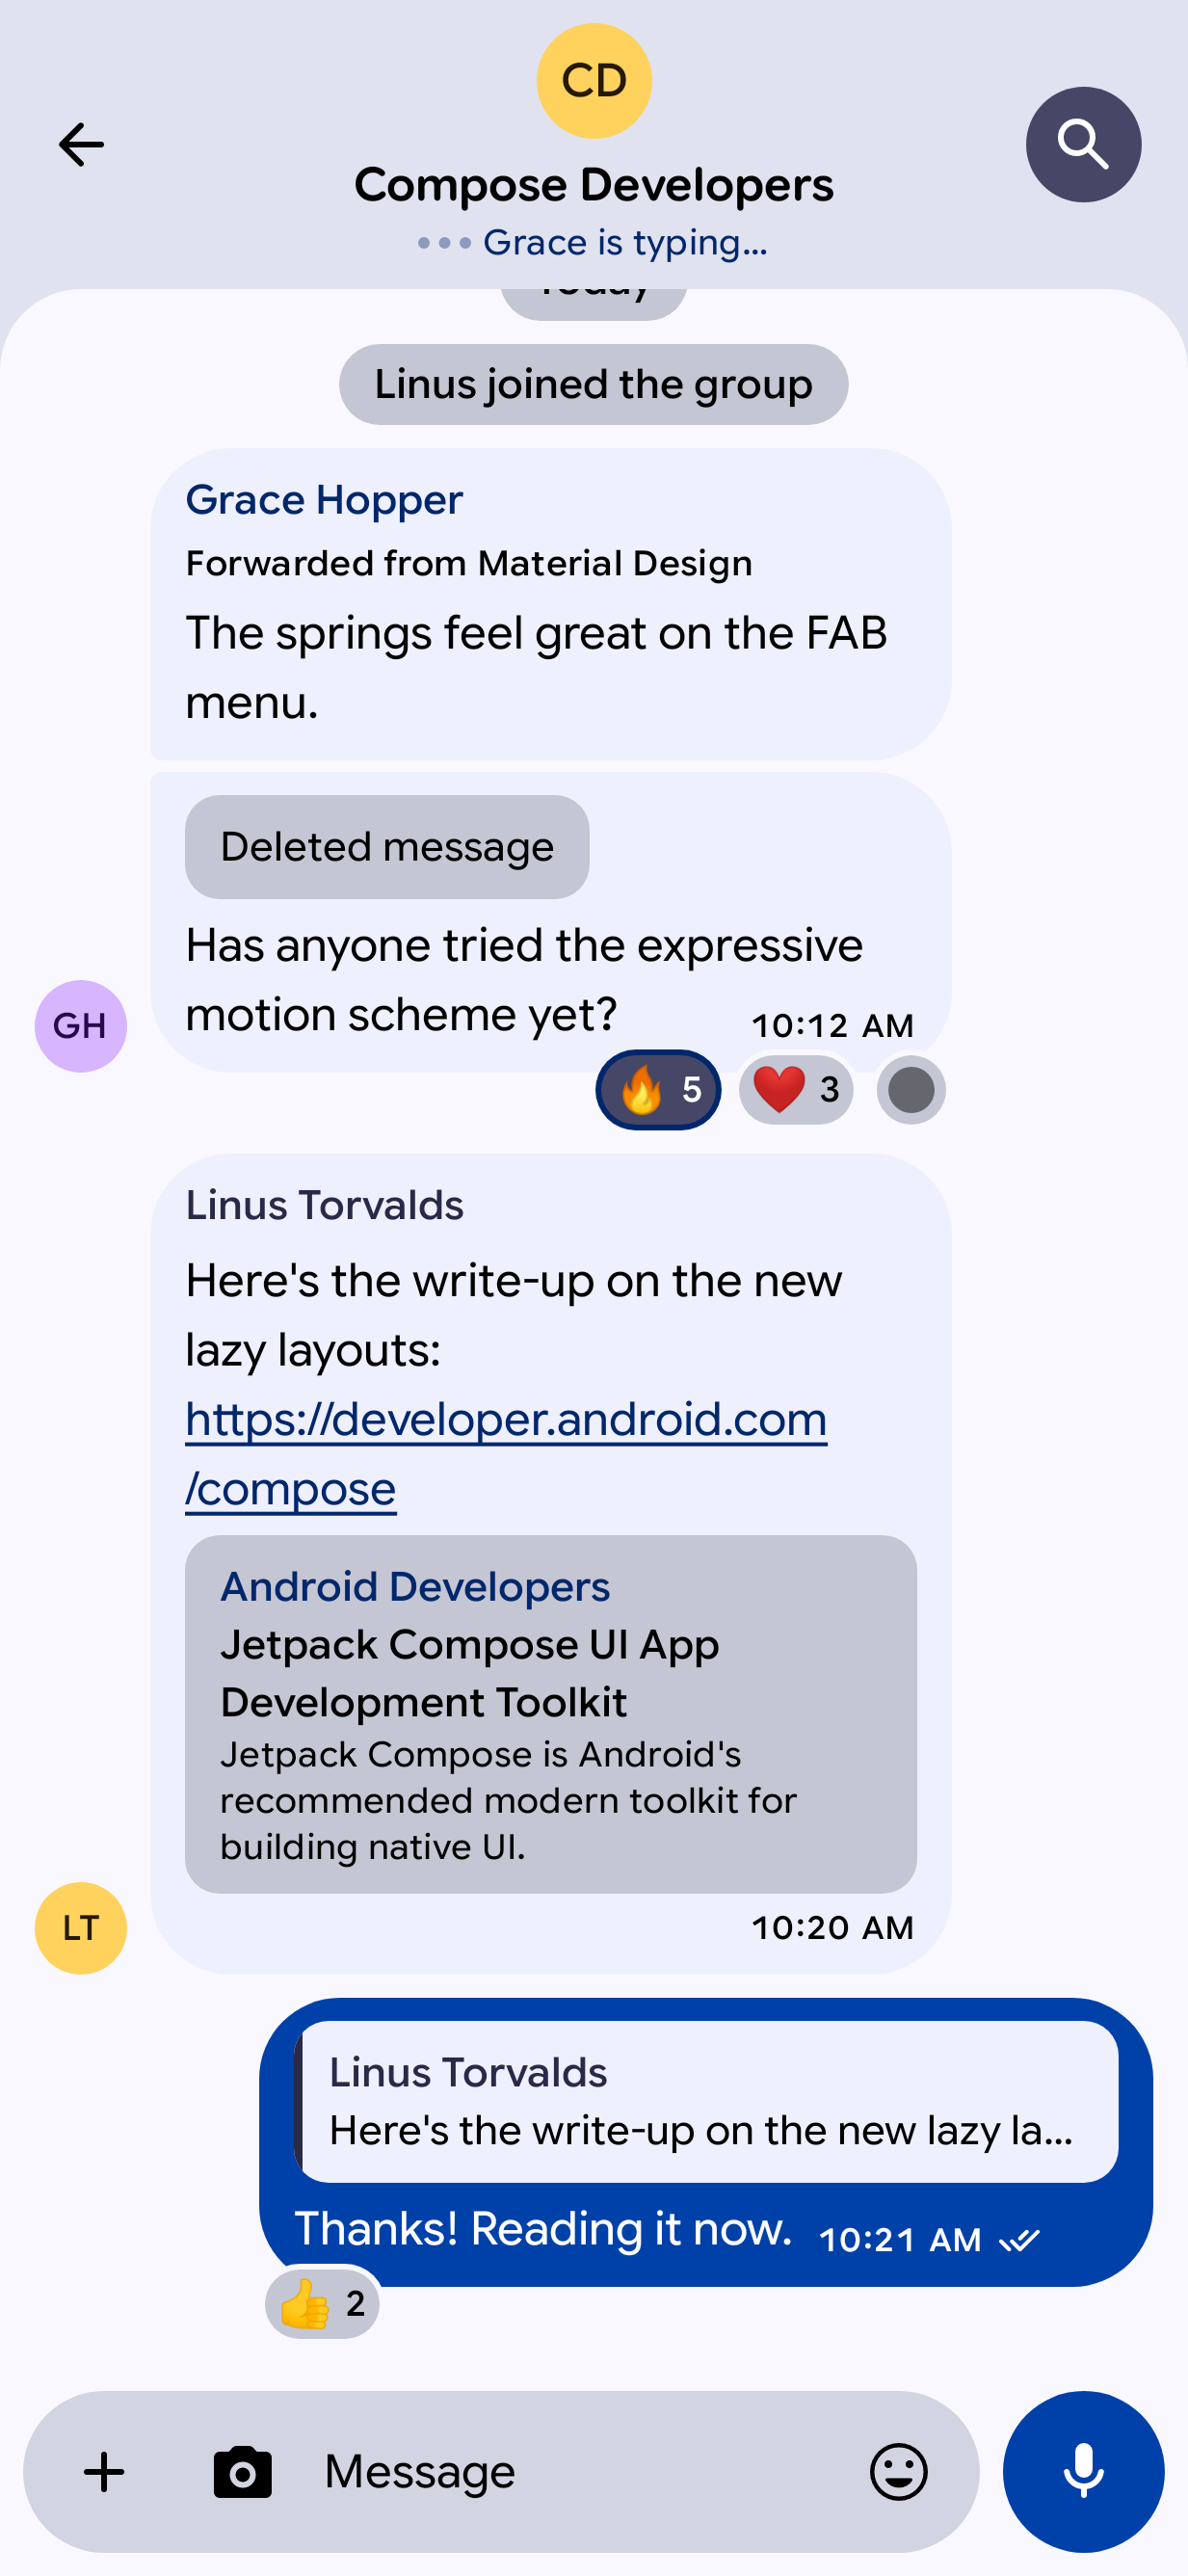 CD
Compose Developers
Grace is typing...
Today
Linus joined the group
Grace Hopper
Forwarded from Material Design
The springs feel great on the FAB
menu.
Deleted message
Has anyone tried the expressive
motion scheme yet?
10:12 AM
GH
5
3
Linus Torvalds
Here's the write-up on the new
lazy layouts:
https://developer.android.com
/compose
Android Developers
Jetpack Compose UI App
Development Toolkit
Jetpack Compose is Android's
recommended modern toolkit for
building native UI.
10:20 AM
LT
Linus Torvalds
Here's the write-up on the new lazy la...
Thanks! Reading it now.
10:21 AM
2
Message